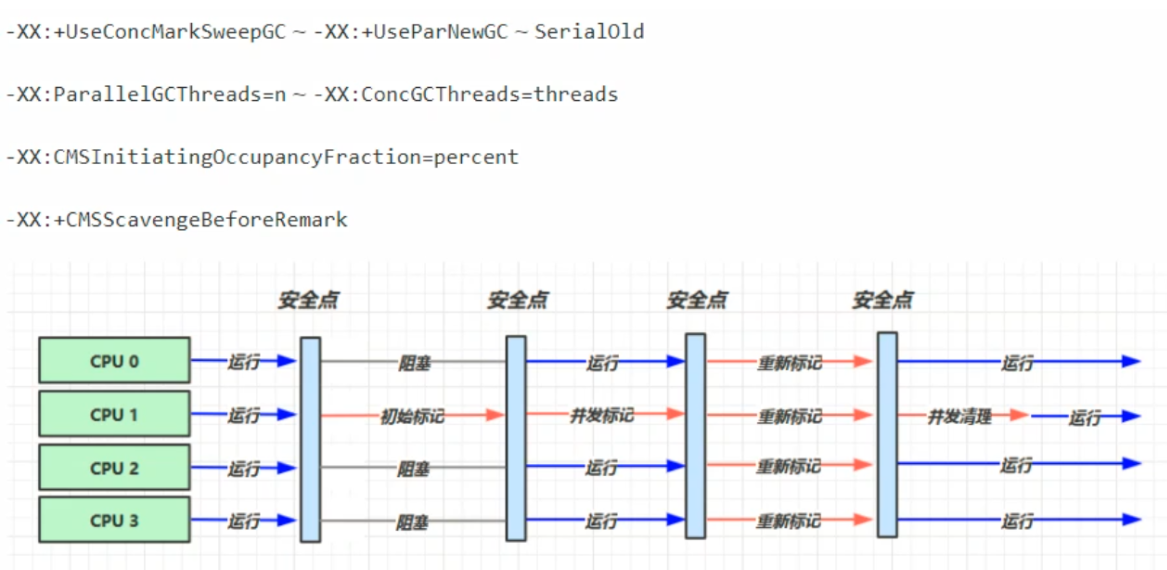 -XX:+UseConcMarkSweepGC ~ -XX:+UseParNewGC ~ SerialOld
-XX:ParallelGCThreads=n ~ -XX:ConcGCThreads=threads
-XX:CMSInitiatingOccupancyFraction=percent
-XX:+CMSScavengeBeforeRemark
安全点 安全点 安全点 安全点
CPU 0 运行 阻塞 运行 重新标记 运行
CPU 1 运行 初始标记 并发标记 重新标记 并发清理 运行
CPU 2 运行 阻塞 运行 重新标记 运行
CPU 3 运行 阻塞 运行 重新标记 运行